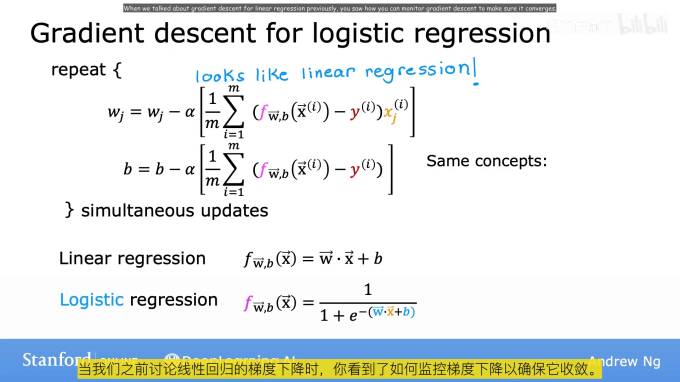 When we talked about gradient descent for linear regression previously, you saw how you can monitor gradient descent to make sure it converges.
Gradient descent for logistic regression
bilibili
repeat {
looks like linear regression!
w_j = w_j − α [ 1/m ∑_{i=1}^{m} (f_{w⃗,b}(x⃗^{(i)}) − y^{(i)}) x_j^{(i)} ]
b = b − α [ 1/m ∑_{i=1}^{m} (f_{w⃗,b}(x⃗^{(i)}) − y^{(i)}) ]
Same concepts:
} simultaneous updates
Linear regression f_{w⃗,b}(x⃗) = w⃗ · x⃗ + b
Logistic regression f_{w⃗,b}(x⃗) = 1 / (1 + e^{−(w⃗·x⃗+b)})
Stanford
Andrew Ng
当我们之前讨论线性回归的梯度下降时，你看到了如何监控梯度下降以确保它收敛。